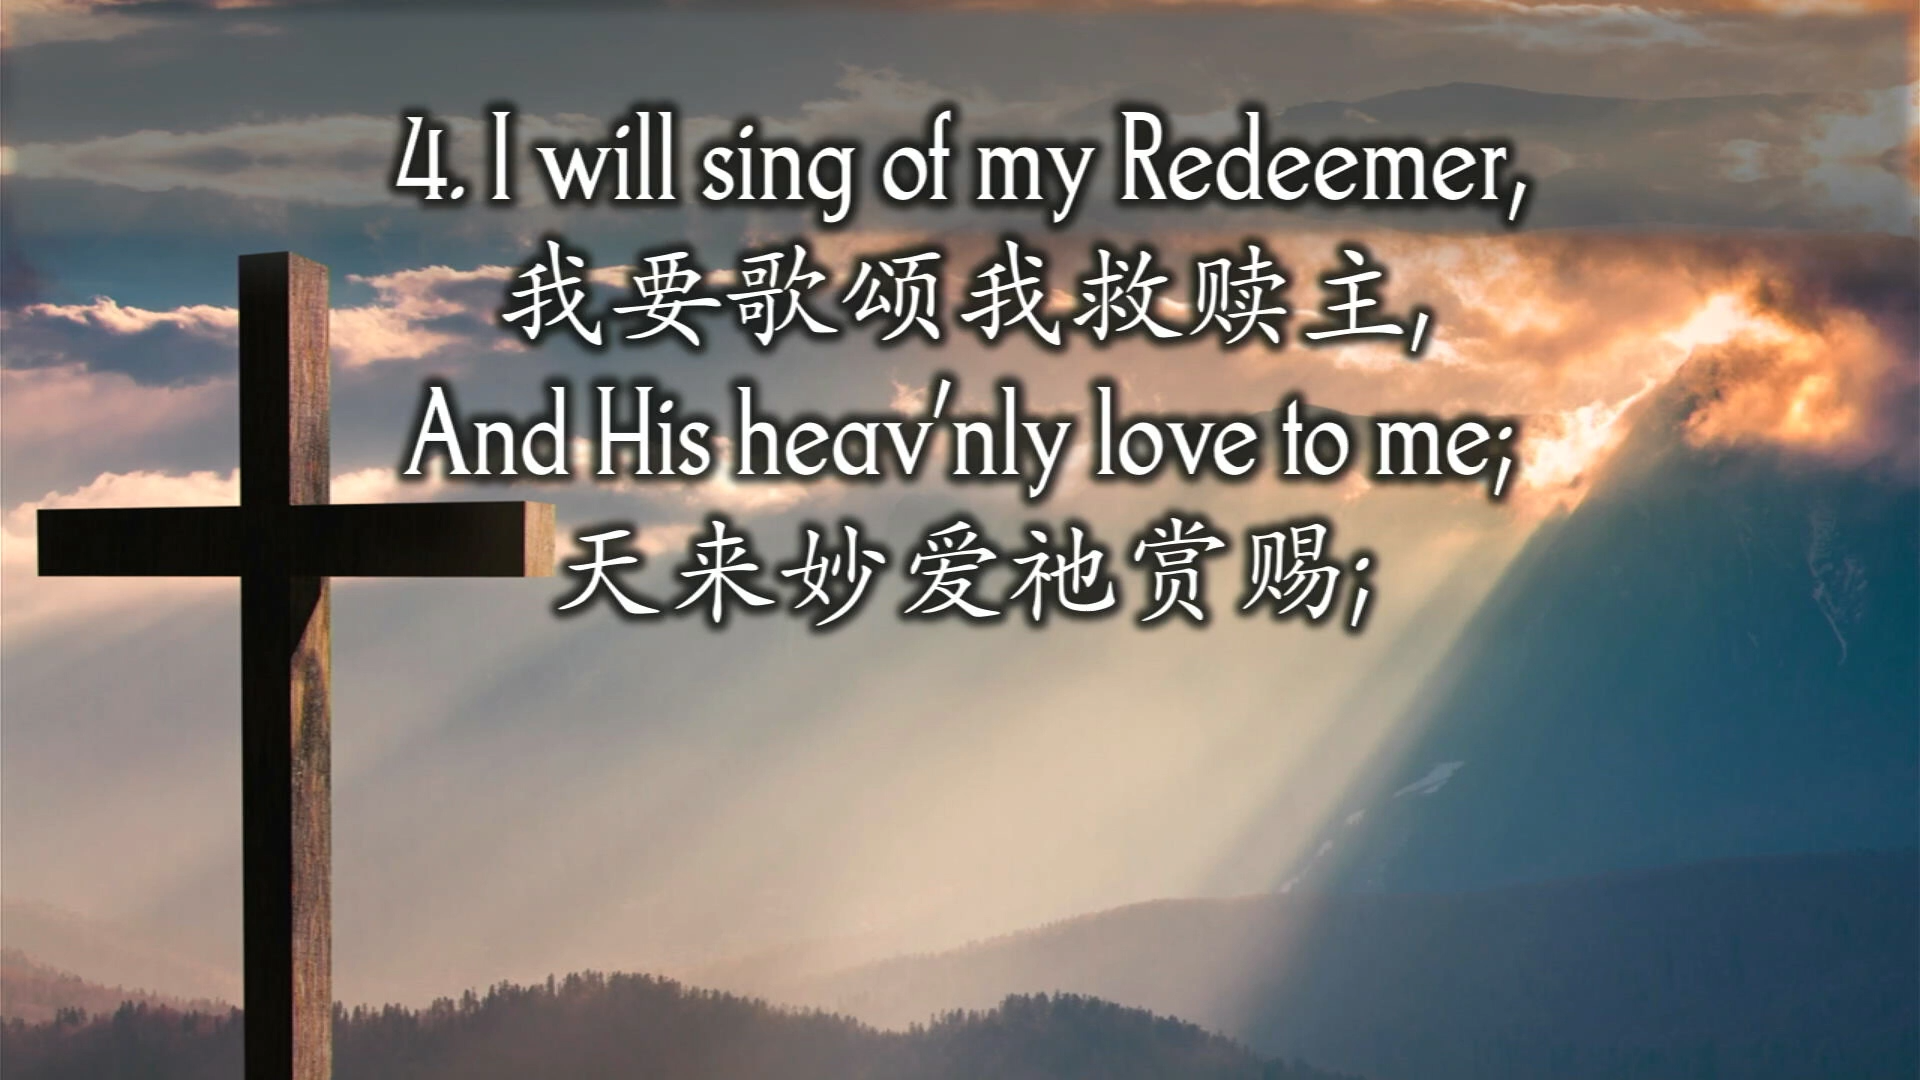 4. I will sing of my Redeemer,
我要歌颂我救赎主,
And His heav'nly love to me;
天来妙爱祂赏赐;